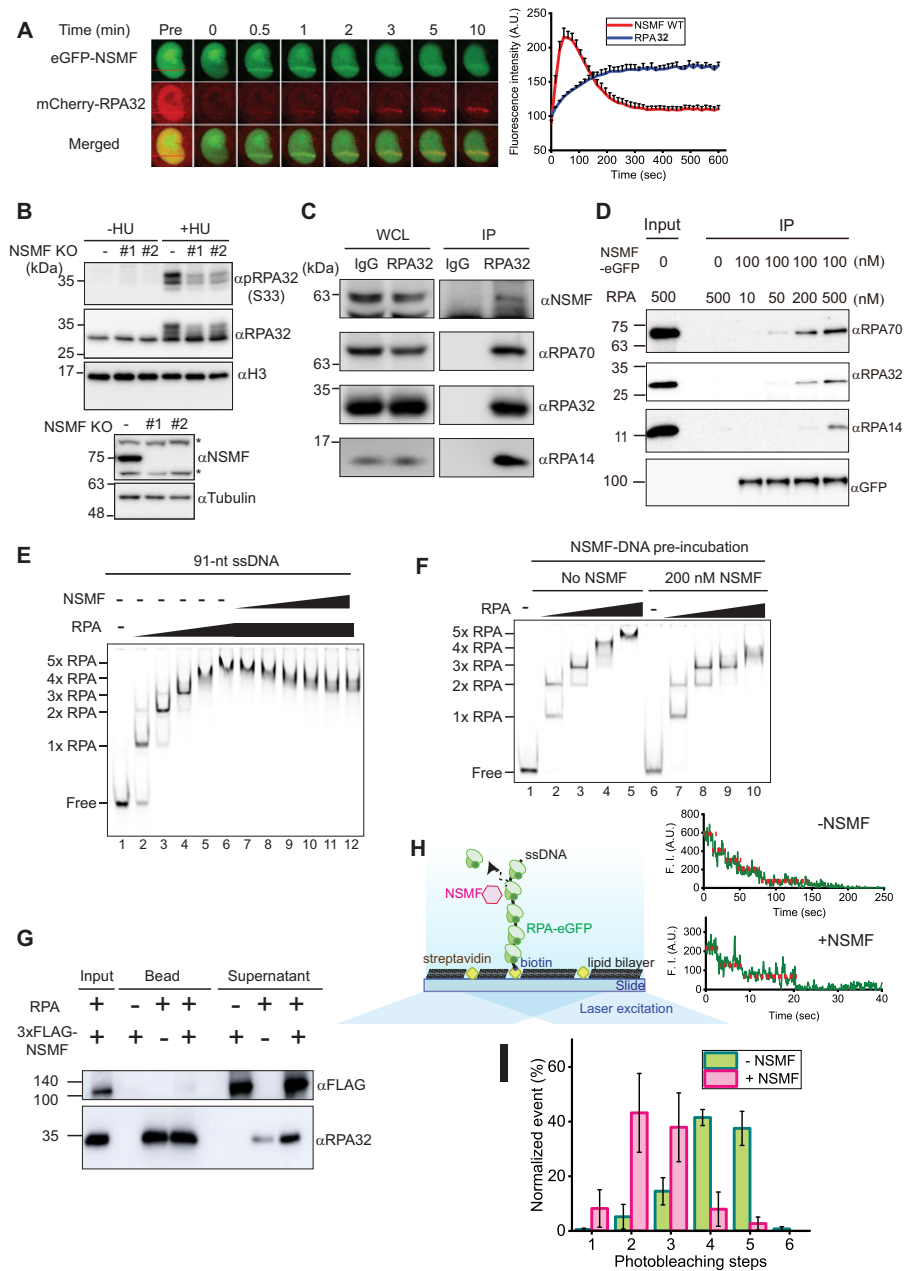 A
Time (min) Pre 0 0.5 1 2 3 5 10
eGFP-NSMF
mCherry-RPA32
Merged
Fluorescence intensity (A.U.)
250
200
150
100
50
NSMF WT
RPA32
0 100 200 300 400 500 600
Time (sec)
B
-HU +HU
NSMF KO - #1 #2 - #1 #2
(kDa)
35 αpRPA32
(S33)
35 αRPA32
25
17 αH3
NSMF KO - #1 #2
*
75 αNSMF
*
63
αTubulin
48
C
WCL IP
(kDa) IgG RPA32 IgG RPA32
63 αNSMF
αRPA70
63
35
αRPA32
17
αRPA14
D
Input IP
NSMF
-eGFP 0 0 100 100 100 100 (nM)
RPA 500 500 10 50 200 500 (nM)
75 αRPA70
63
35 αRPA32
25
11 αRPA14
100 αGFP
E
91-nt ssDNA
NSMF - - - - - -
RPA -
5x RPA
4x RPA
3x RPA
2x RPA
1x RPA
Free
1 2 3 4 5 6 7 8 9 10 11 12
F
NSMF-DNA pre-incubation
No NSMF 200 nM NSMF
RPA - -
5x RPA
4x RPA
3x RPA
2x RPA
1x RPA
Free
1 2 3 4 5 6 7 8 9 10
G
Input Bead Supernatant
RPA + - + + - + +
3xFLAG-
NSMF + + - + + - +
140 αFLAG
100
35 αRPA32
H
ssDNA
NSMF
RPA-eGFP
streptavidin biotin lipid bilayer
Slide
Laser excitation
-NSMF
F. I. (A.U.)
800
600
400
200
0
0 50 100 150 200 250
Time (sec)
+NSMF
F. I. (A.U.)
300
200
100
0
0 10 20 30 40
Time (sec)
I
Normalized event (%)
60
40
20
0
- NSMF
+ NSMF
1 2 3 4 5 6
Photobleaching steps